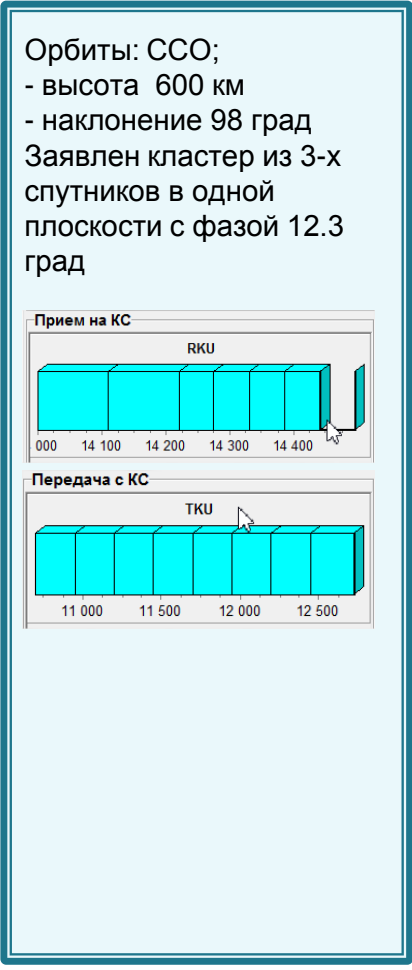 Орбиты: ССО;
- высота 600 км
- наклонение 98 град
Заявлен кластер из 3-х
спутников в одной
плоскости с фазой 12.3
град
Прием на КС
RKU
000 14 100 14 200 14 300 14 400
Передача с КС
TKU
11 000 11 500 12 000 12 500